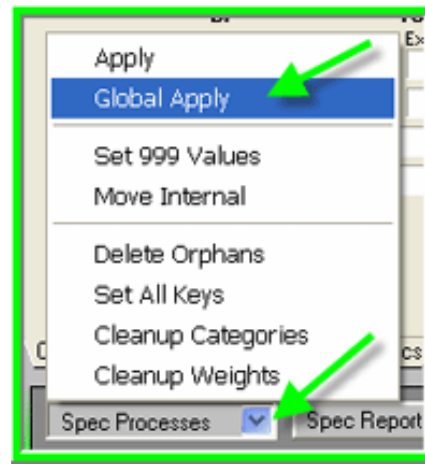 Apply
Global Apply
Set 999 Values
Move Internal
Delete Orphans
Set All Keys
Cleanup Categories
Cleanup Weights
Spec Processes
Spec Report